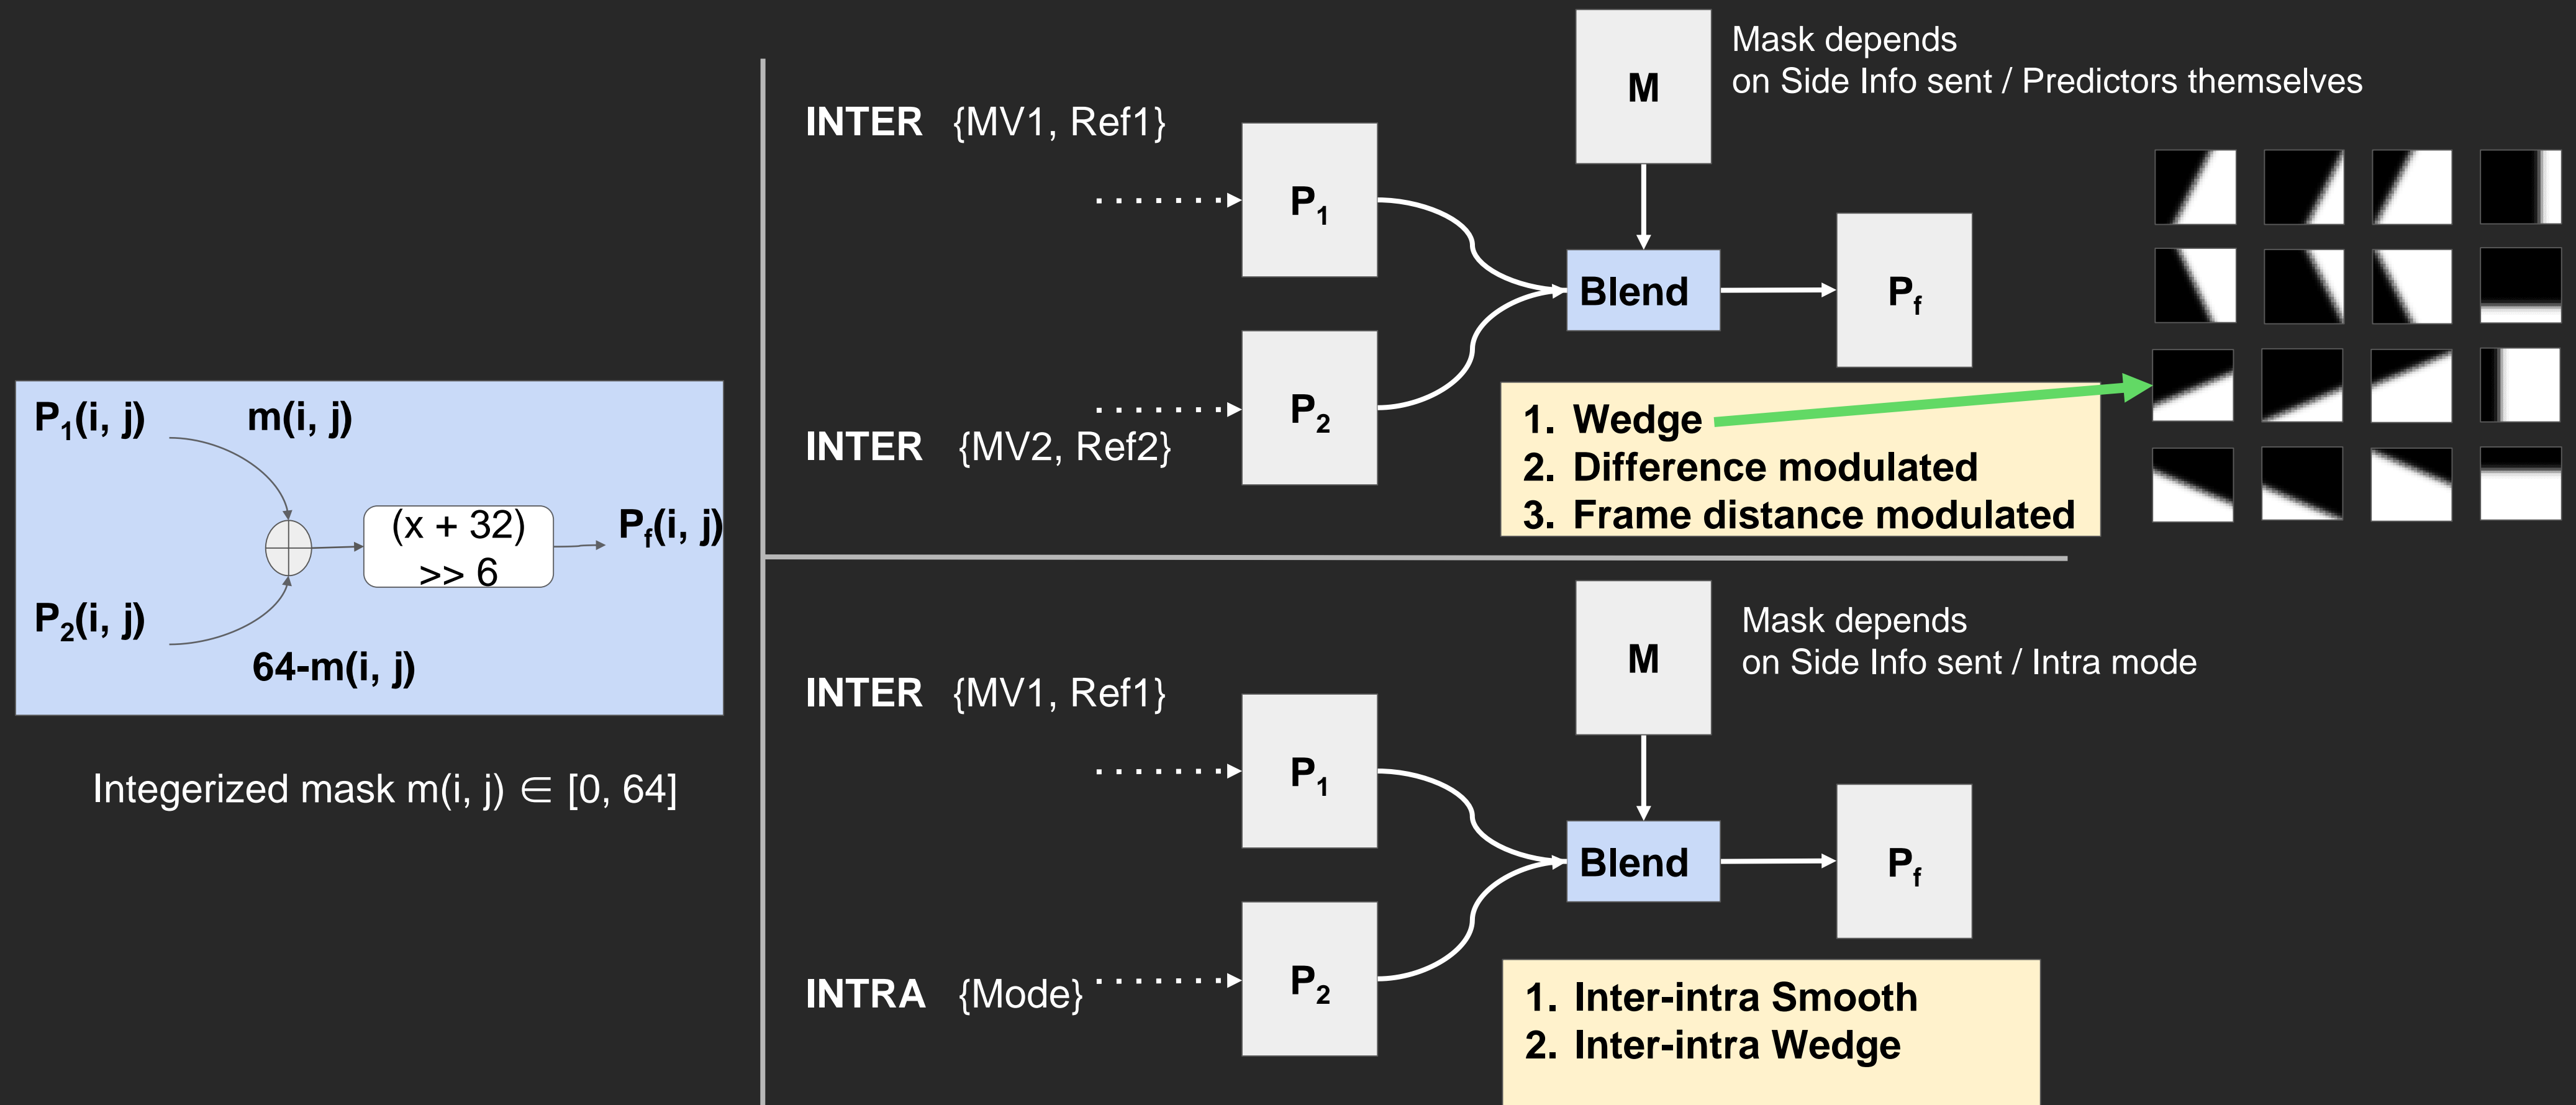 P₁(i, j)
m(i, j)
(x + 32)
>> 6
P_f(i, j)
P₂(i, j)
64-m(i, j)
Integerized mask m(i, j) ∈ [0, 64]
M
Mask depends
on Side Info sent / Predictors themselves
INTER {MV1, Ref1}
P₁
Blend
P_f
P₂
INTER {MV2, Ref2}
1. Wedge
2. Difference modulated
3. Frame distance modulated
M
Mask depends
on Side Info sent / Intra mode
INTER {MV1, Ref1}
P₁
Blend
P_f
P₂
INTRA {Mode}
1. Inter-intra Smooth
2. Inter-intra Wedge